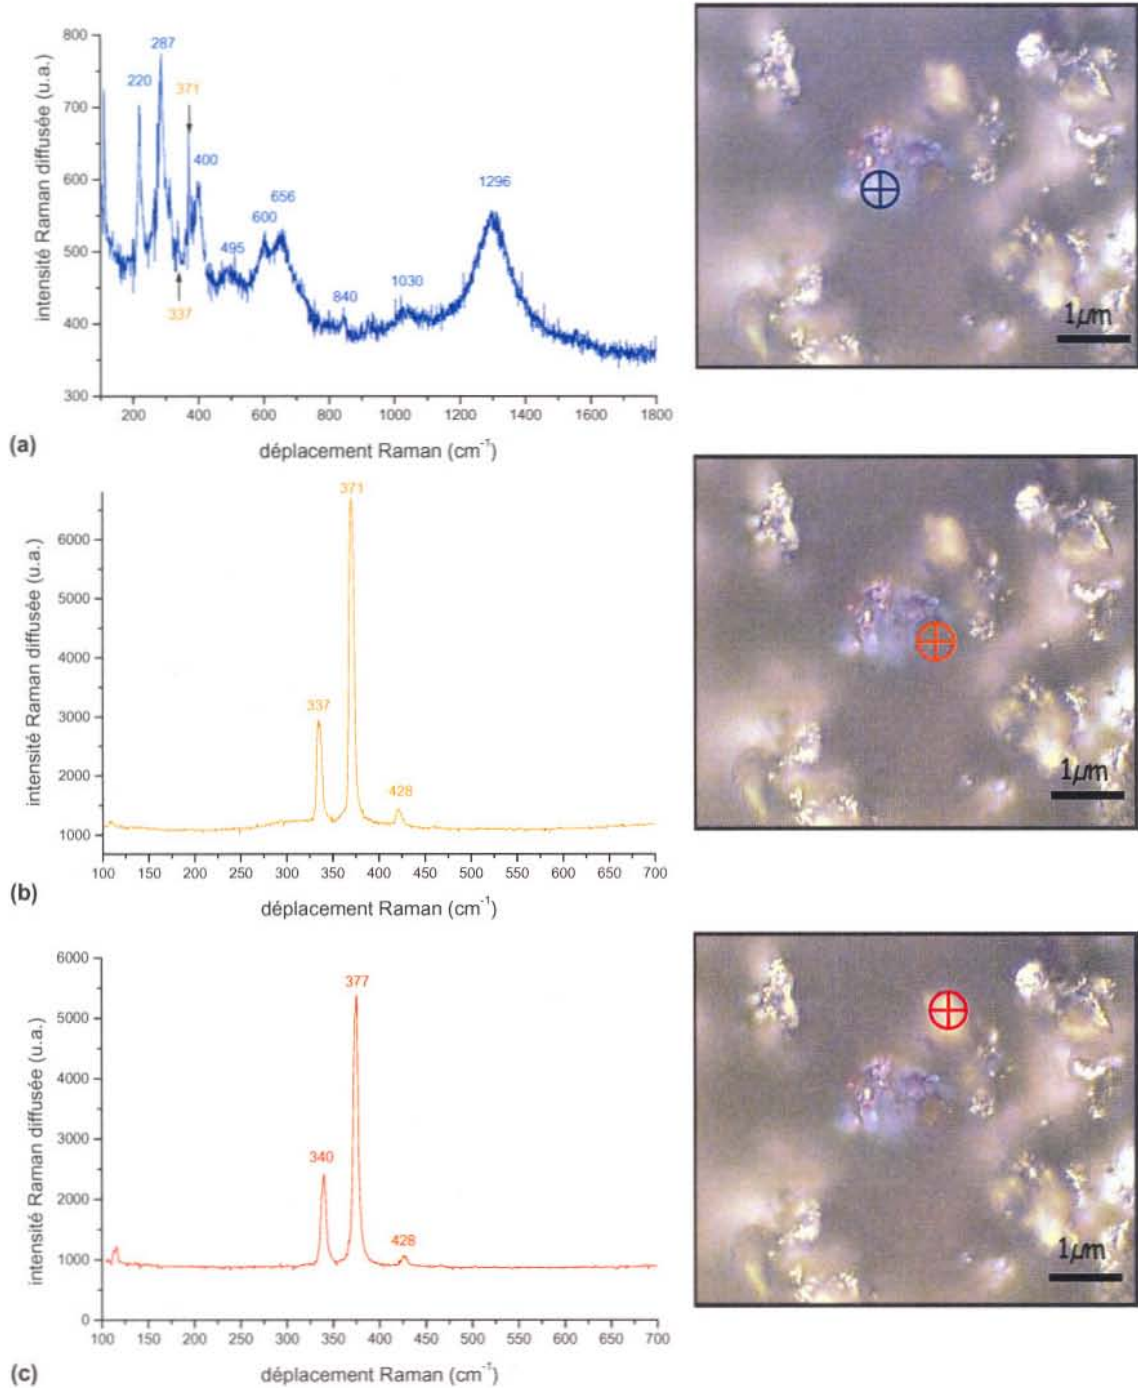 intensité Raman diffusée (u.a.)
800
700
600
500
400
300
220
287
371
337
400
495
600
656
840
1030
1296
200 400 600 800 1000 1200 1400 1600 1800
déplacement Raman (cm⁻¹)
(a)
1µm
intensité Raman diffusée (u.a.)
6000
5000
4000
3000
2000
1000
337
371
428
100 150 200 250 300 350 400 450 500 550 600 650 700
déplacement Raman (cm⁻¹)
(b)
1µm
intensité Raman diffusée (u.a.)
6000
5000
4000
3000
2000
1000
0
340
377
428
100 150 200 250 300 350 400 450 500 550 600 650 700
déplacement Raman (cm⁻¹)
(c)
1µm